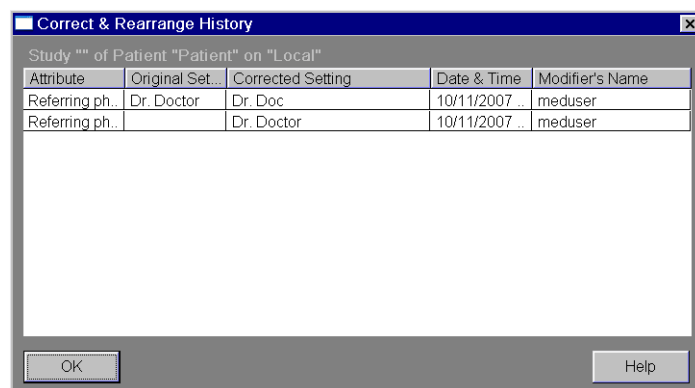 Correct & Rearrange History
Study "" of Patient "Patient" on "Local"
Attribute Original Set... Corrected Setting Date & Time Modifier's Name
Referring ph.. Dr. Doctor Dr. Doc 10/11/2007 .. meduser
Referring ph.. Dr. Doctor 10/11/2007 .. meduser
OK Help